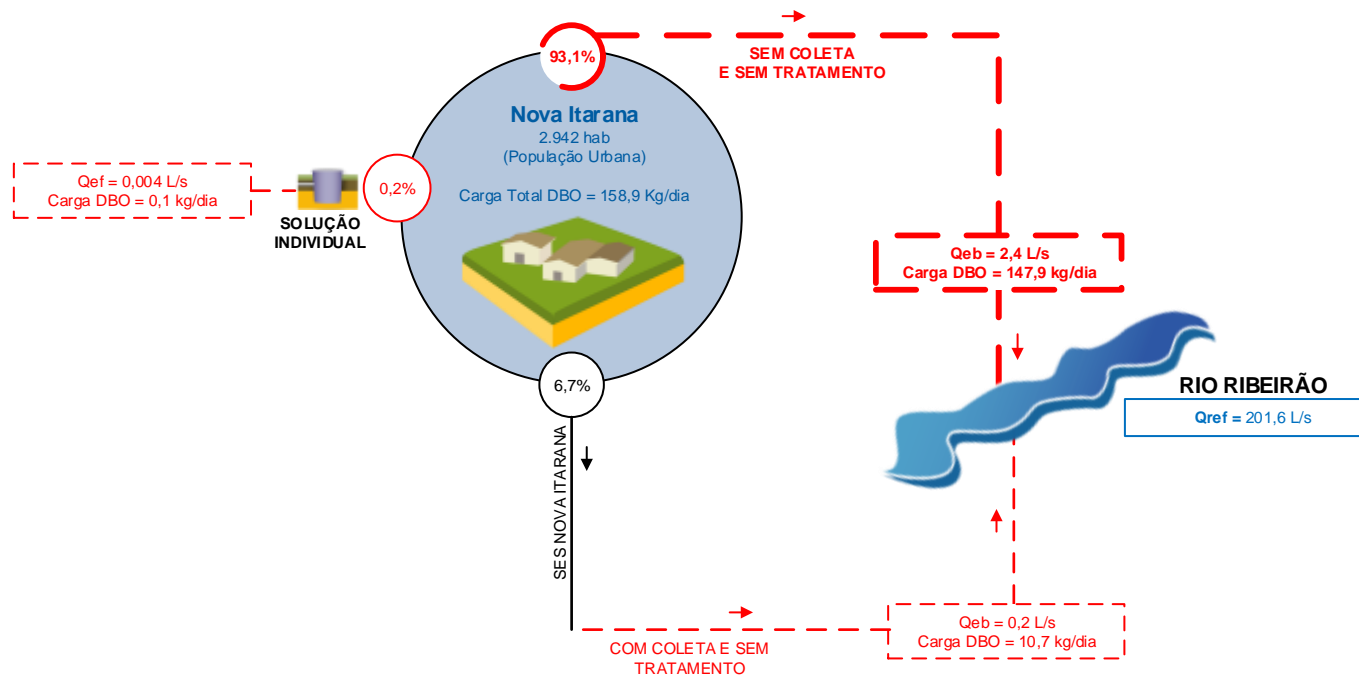 93,1%
SEM COLETA
E SEM TRATAMENTO
Nova Itarana
2.942 hab
(População Urbana)
Carga Total DBO = 158,9 Kg/dia
Qef = 0,004 L/s
Carga DBO = 0,1 kg/dia
0,2%
SOLUÇÃO
INDIVIDUAL
Qeb = 2,4 L/s
Carga DBO = 147,9 kg/dia
RIO RIBEIRÃO
Qref = 201,6 L/s
6,7%
SES NOVA ITARANA
COM COLETA E SEM
TRATAMENTO
Qeb = 0,2 L/s
Carga DBO = 10,7 kg/dia